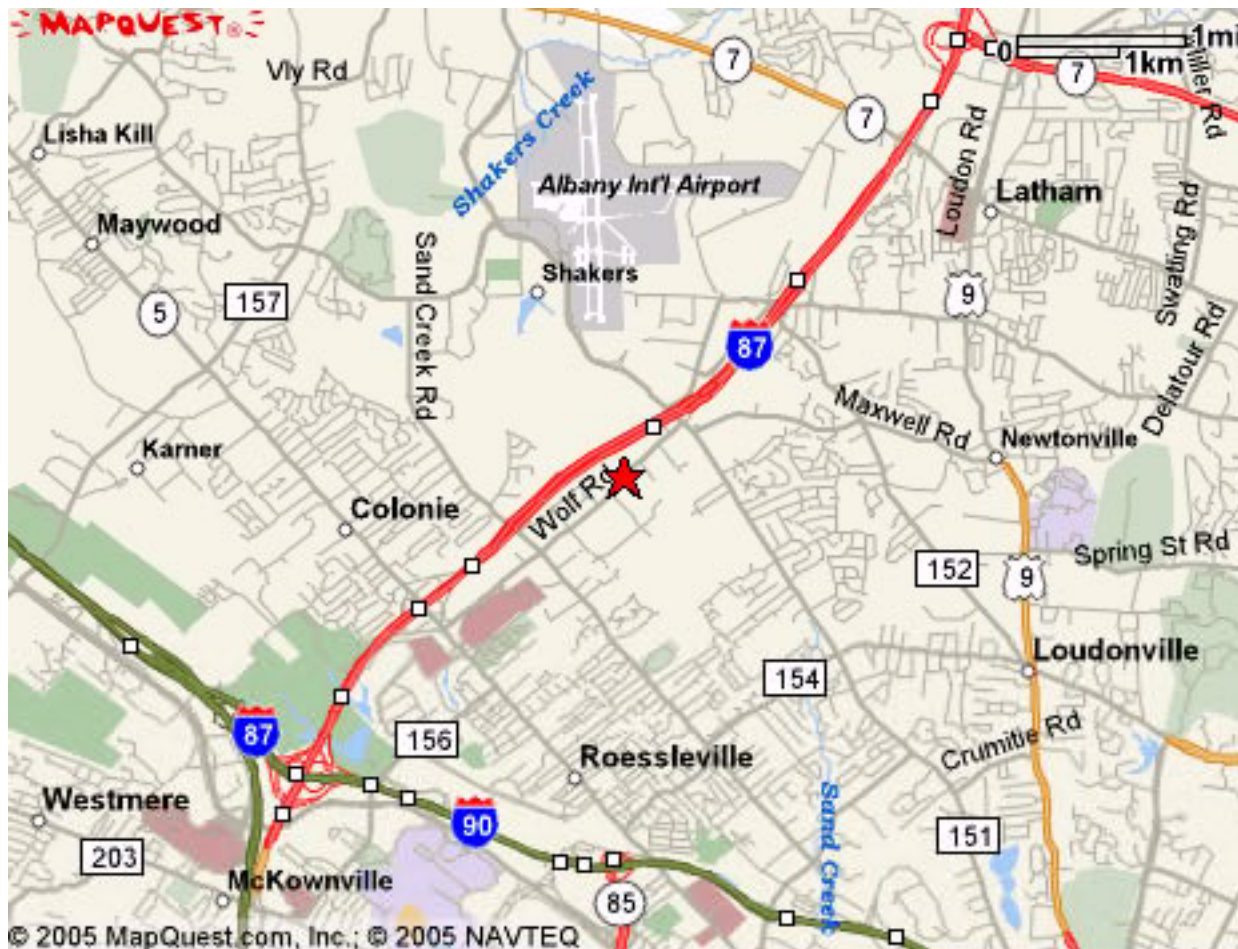 MAPQUEST®
Vly Rd
7
0
1mi
1km
7
Miller Rd
Lisha Kill
Shakers Creek
7
Loudon Rd
Albany Int'l Airport
Latham
Maywood
Sand Creek Rd
Shakers
Swatling Rd
157
5
9
87
Delatour Rd
Maxwell Rd
Karner
Newtonville
Wolf Rd
Colonie
152
9
Spring St Rd
Loudonville
154
87
156
Roessleville
Crumitie Rd
Westmere
90
Sand Creek
151
203
McKownville
85
© 2005 MapQuest.com, Inc.; © 2005 NAVTEQ